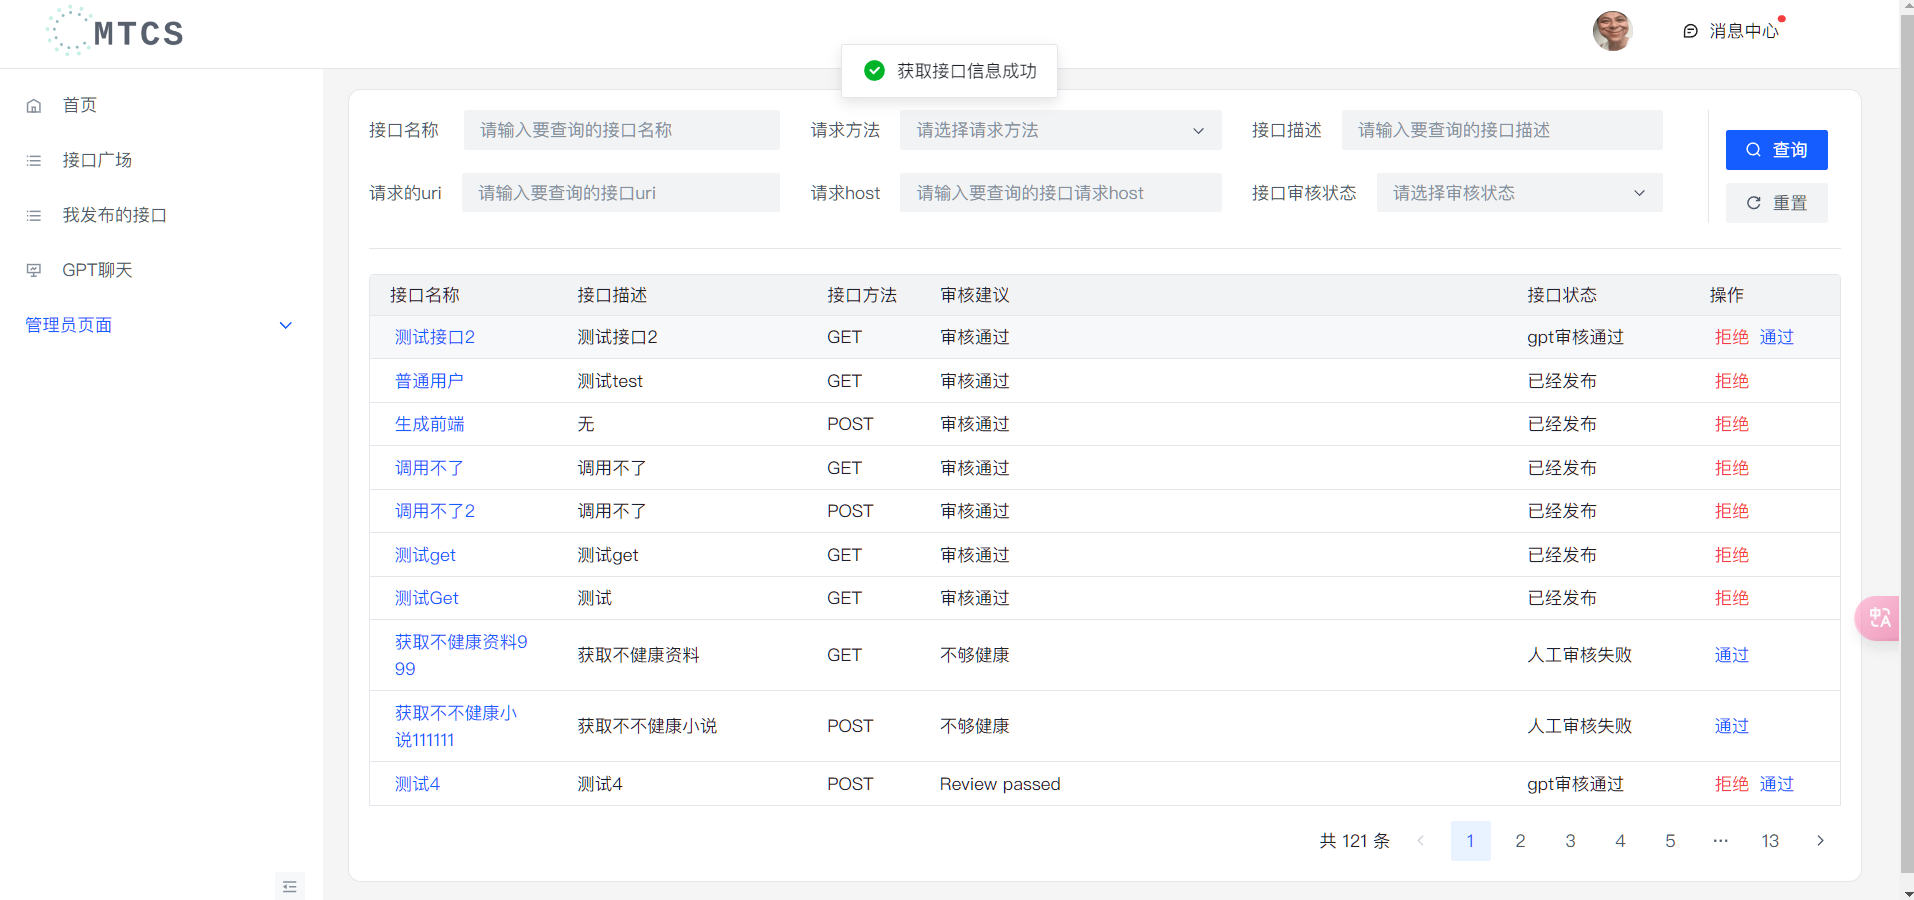 MTCS
消息中心
获取接口信息成功
首页
接口广场
我发布的接口
GPT聊天
管理员页面
接口名称 请输入要查询的接口名称 请求方法 请选择请求方法 接口描述 请输入要查询的接口描述 查询
请求的uri 请输入要查询的接口uri 请求host 请输入要查询的接口请求host 接口审核状态 请选择审核状态 重置
接口名称 接口描述 接口方法 审核建议 接口状态 操作
测试接口2 测试接口2 GET 审核通过 gpt审核通过 拒绝 通过
普通用户 测试test GET 审核通过 已经发布 拒绝
生成前端 无 POST 审核通过 已经发布 拒绝
调用不了 调用不了 GET 审核通过 已经发布 拒绝
调用不了2 调用不了 POST 审核通过 已经发布 拒绝
测试get 测试get GET 审核通过 已经发布 拒绝
测试Get 测试 GET 审核通过 已经发布 拒绝
获取不健康资料9
99
获取不健康资料 GET 不够健康 人工审核失败 通过
获取不不健康小
说111111
获取不不健康小说 POST 不够健康 人工审核失败 通过
测试4 测试4 POST Review passed gpt审核通过 拒绝 通过
共 121 条 1 2 3 4 5 ··· 13
中A